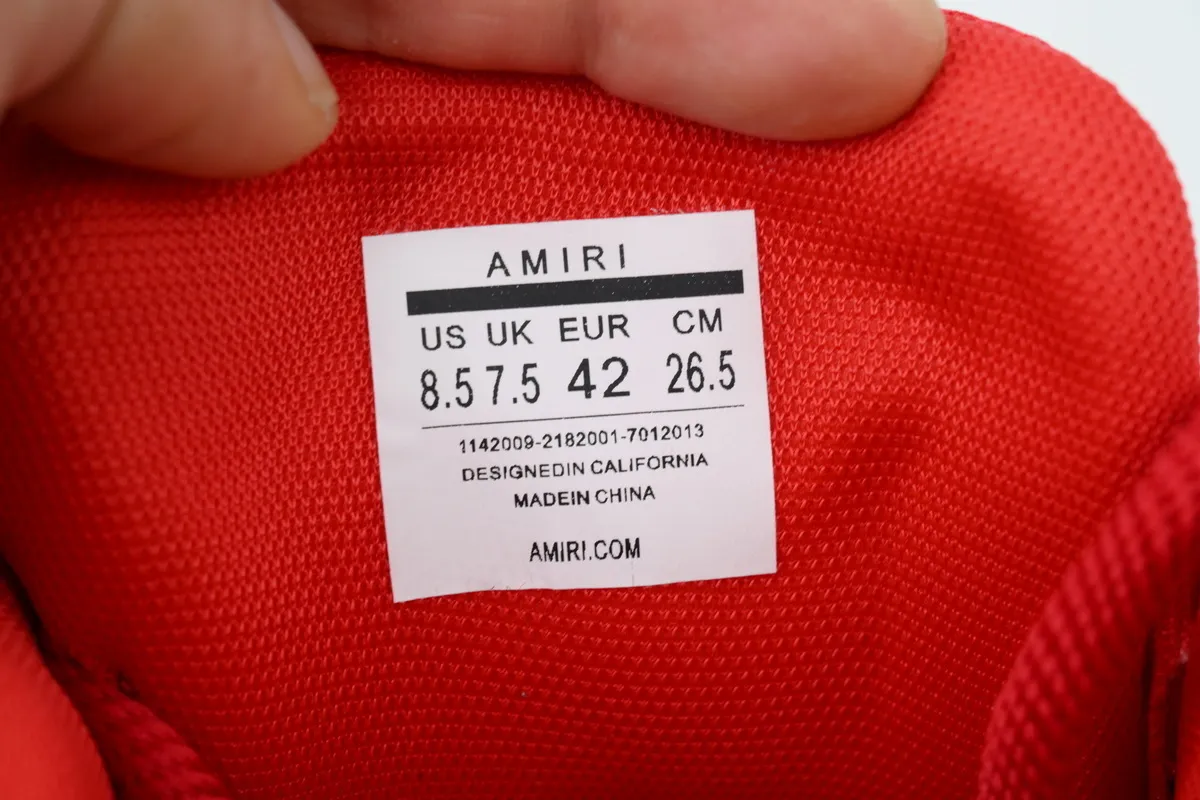 AMIRI
US UK EUR CM
8.5 7.5 42 26.5
1142009-2182001-7012013
DESIGNEDIN CALIFORNIA
MADEIN CHINA
AMIRI.COM